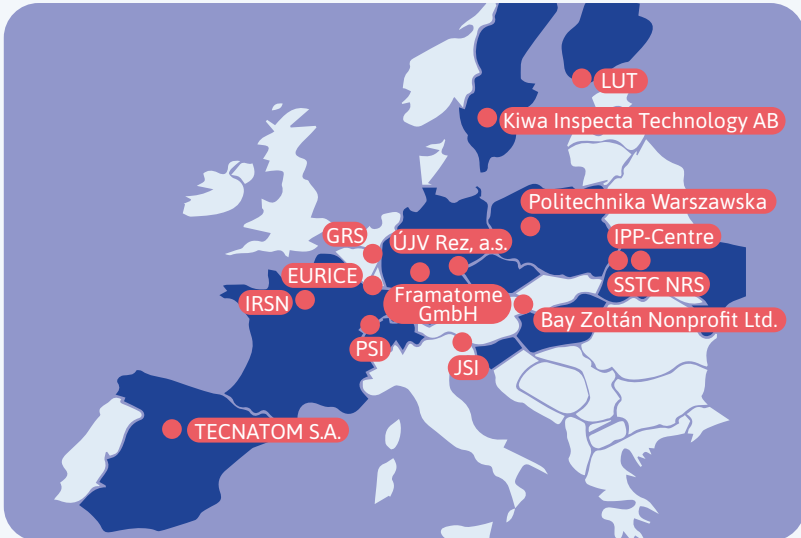 LUT
Kiwa Inspecta Technology AB
Politechnika Warszawska
GRS
ÚJV Rez, a.s.
IPP-Centre
EURICE
SSTC NRS
IRSN
Framatome
GmbH
Bay Zoltán Nonprofit Ltd.
PSI
JSI
TECNATOM S.A.